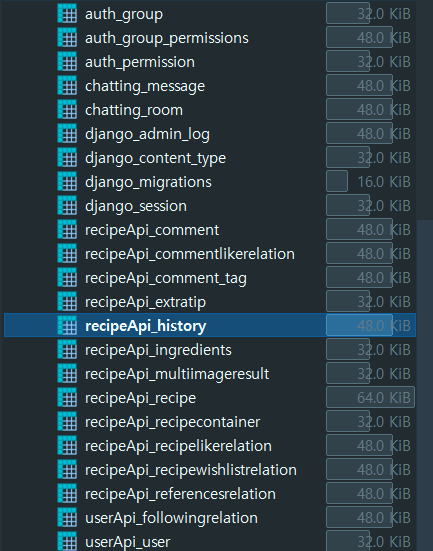 auth_group 32.0 KiB
auth_group_permissions 48.0 KiB
auth_permission 32.0 KiB
chatting_message 48.0 KiB
chatting_room 48.0 KiB
django_admin_log 48.0 KiB
django_content_type 32.0 KiB
django_migrations 16.0 KiB
django_session 32.0 KiB
recipeApi_comment 48.0 KiB
recipeApi_commentlikerelation 48.0 KiB
recipeApi_comment_tag 48.0 KiB
recipeApi_extratip 32.0 KiB
recipeApi_history 48.0 KiB
recipeApi_ingredients 32.0 KiB
recipeApi_multiimageresult 32.0 KiB
recipeApi_recipe 64.0 KiB
recipeApi_recipecontainer 32.0 KiB
recipeApi_recipelikerelation 48.0 KiB
recipeApi_recipewishlistrelation 48.0 KiB
recipeApi_referencesrelation 48.0 KiB
userApi_followingrelation 48.0 KiB
userApi_user 32.0 KiB